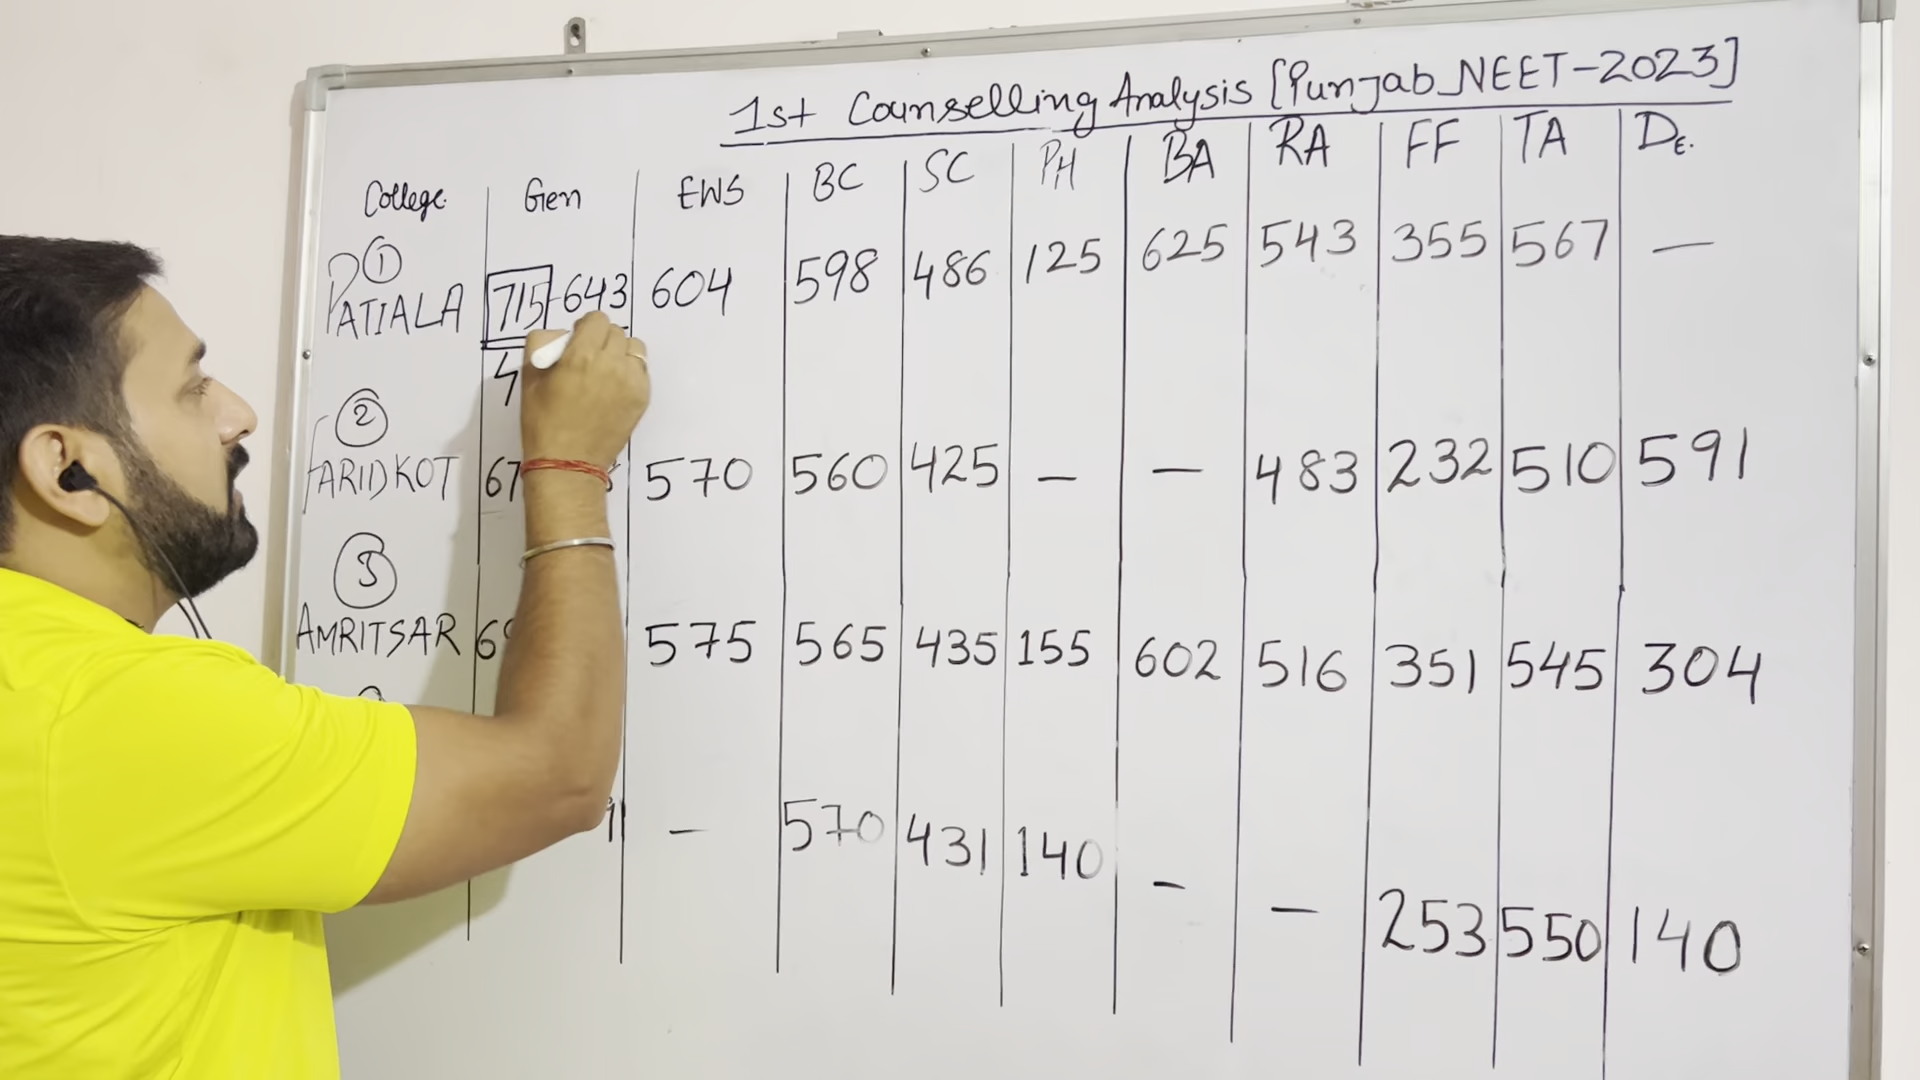 1st Counselling Analysis [Punjab NEET-2023]
College Gen EWS BC SC PH BA RA FF TA DE.
1
PATIALA 715-643 604 598 486 125 625 543 355 567 —
2
FARIDKOT 570 560 425 — — 483 232 510 591
3
AMRITSAR 575 565 435 155 602 516 351 545 304
— 570 431 140 — — 253 550 140